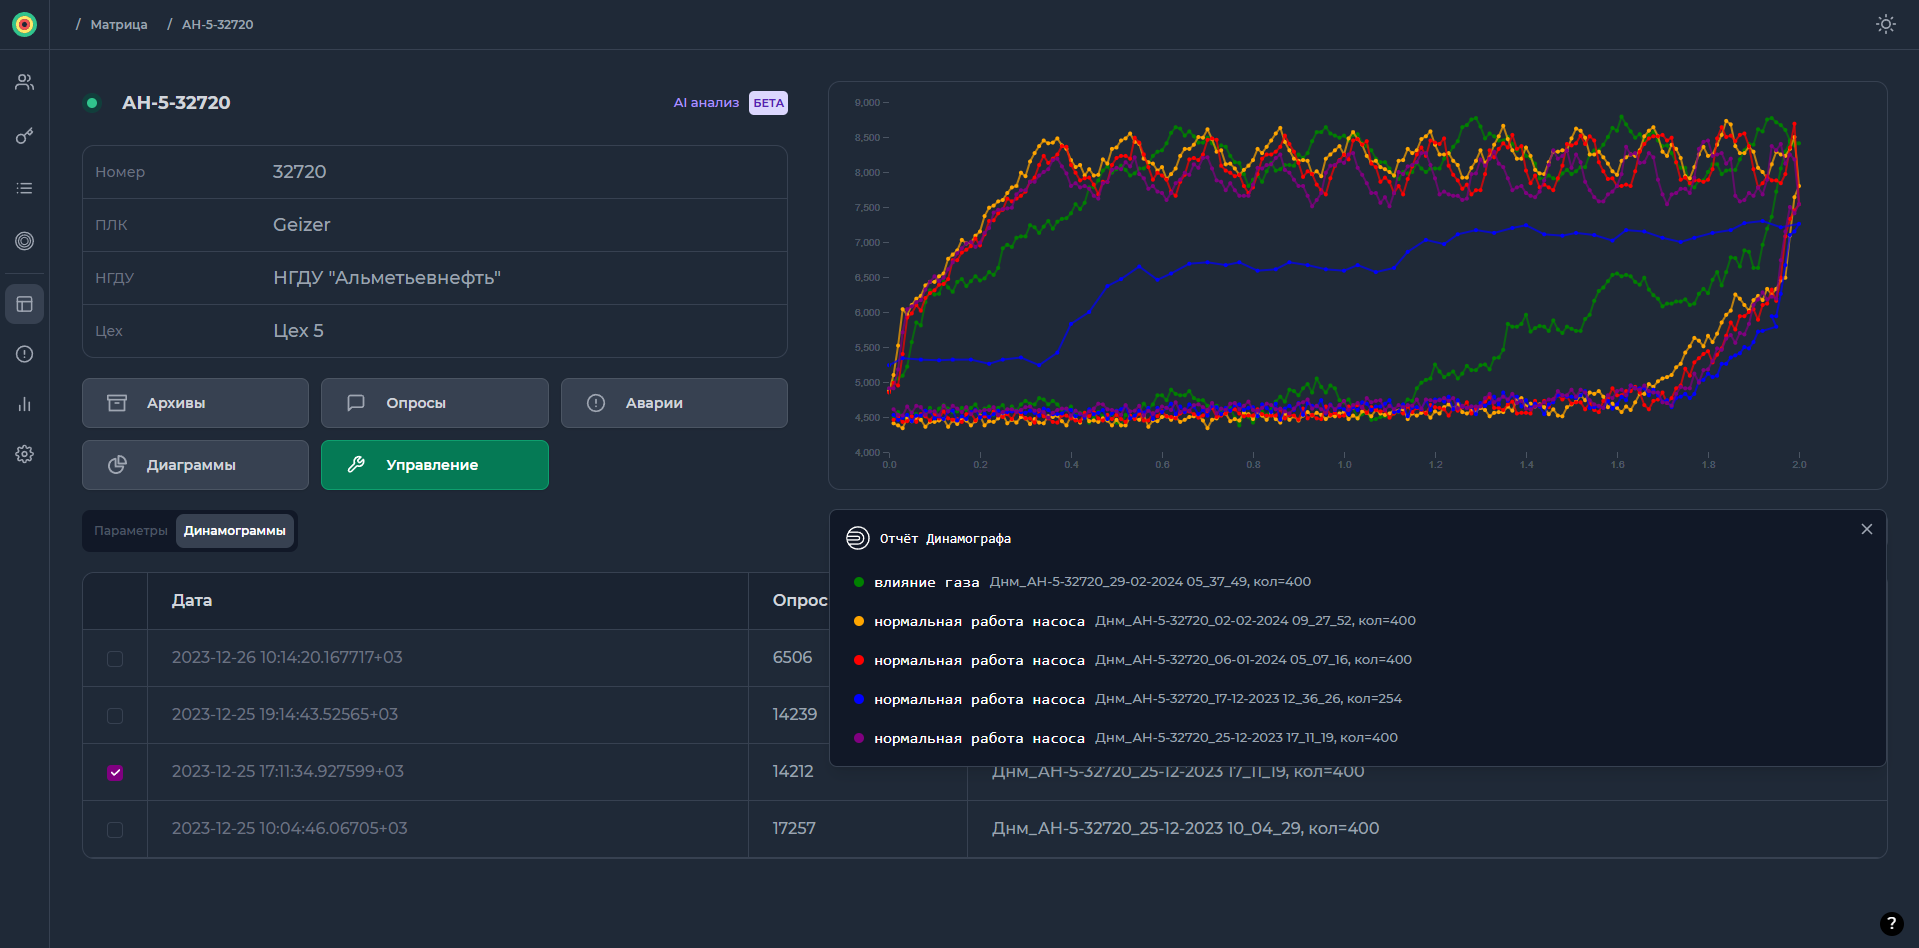 / Матрица / АН-5-32720
АН-5-32720
AI анализ БЕТА
Номер 32720
ПЛК Geizer
НГДУ НГДУ "Альметьевнефть"
Цех Цех 5
Архивы Опросы Аварии
Диаграммы Управление
Параметры Динамограммы
9,000
8,500
8,000
7,500
7,000
6,500
6,000
5,500
5,000
4,500
4,000
0.0 0.2 0.4 0.6 0.8 1.0 1.2 1.4 1.6 1.8 2.0
Отчёт Динамографа
влияние газа Днм_АН-5-32720_29-02-2024 05_37_49, кол=400
нормальная работа насоса Днм_АН-5-32720_02-02-2024 09_27_52, кол=400
нормальная работа насоса Днм_АН-5-32720_06-01-2024 05_07_16, кол=400
нормальная работа насоса Днм_АН-5-32720_17-12-2023 12_36_26, кол=254
нормальная работа насоса Днм_АН-5-32720_25-12-2023 17_11_19, кол=400
Дата Опрос
2023-12-26 10:14:20.167717+03 6506
2023-12-25 19:14:43.52565+03 14239
2023-12-25 17:11:34.927599+03 14212 Днм_АН-5-32720_25-12-2023 17_11_19, кол=400
2023-12-25 10:04:46.06705+03 17257 Днм_АН-5-32720_25-12-2023 10_04_29, кол=400
?